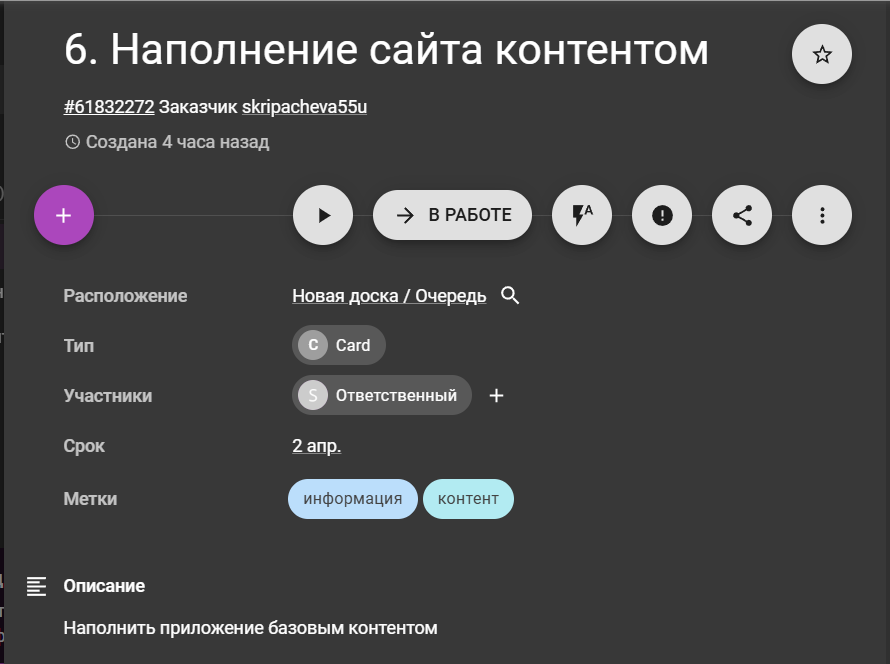 6. Наполнение сайта контентом
#61832272 Заказчик skripacheva55u
Создана 4 часа назад
В РАБОТЕ
A
Расположение Новая доска / Очередь
Тип C Card
Участники S Ответственный
Срок 2 апр.
Метки информация контент
Описание
Наполнить приложение базовым контентом